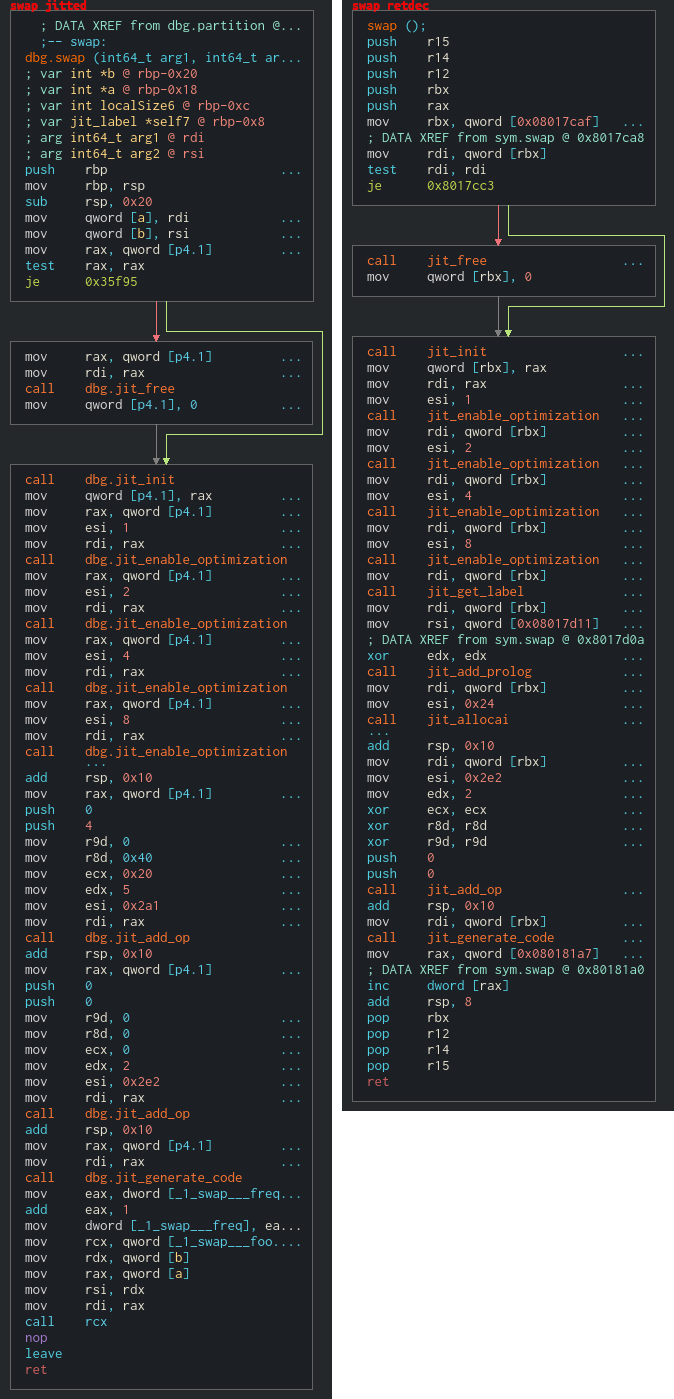 swap jitted
; DATA XREF from dbg.partition @...
;-- swap:
dbg.swap (int64_t arg1, int64_t ar...
; var int *b @ rbp-0x20
; var int *a @ rbp-0x18
; var int localSize6 @ rbp-0xc
; var jit_label *self7 @ rbp-0x8
; arg int64_t arg1 @ rdi
; arg int64_t arg2 @ rsi
push rbp ...
mov rbp, rsp
sub rsp, 0x20
mov qword [a], rdi ...
mov qword [b], rsi ...
mov rax, qword [p4.1] ...
test rax, rax ...
je 0x35f95
mov rax, qword [p4.1] ...
mov rdi, rax ...
call dbg.jit_free
mov qword [p4.1], 0 ...
call dbg.jit_init
mov qword [p4.1], rax ...
mov rax, qword [p4.1] ...
mov esi, 1 ...
mov rdi, rax ...
call dbg.jit_enable_optimization
mov rax, qword [p4.1] ...
mov esi, 2 ...
mov rdi, rax ...
call dbg.jit_enable_optimization
mov rax, qword [p4.1] ...
mov esi, 4 ...
mov rdi, rax ...
call dbg.jit_enable_optimization
mov rax, qword [p4.1] ...
mov esi, 8 ...
mov rdi, rax ...
call dbg.jit_enable_optimization
...
add rsp, 0x10 ...
mov rax, qword [p4.1] ...
push 0
push 4
mov r9d, 0 ...
mov r8d, 0x40 ...
mov ecx, 0x20 ...
mov edx, 5 ...
mov esi, 0x2a1 ...
mov rdi, rax ...
call dbg.jit_add_op
add rsp, 0x10 ...
mov rax, qword [p4.1] ...
push 0
push 0
mov r9d, 0 ...
mov r8d, 0 ...
mov ecx, 0 ...
mov edx, 2 ...
mov esi, 0x2e2 ...
mov rdi, rax ...
call dbg.jit_add_op
add rsp, 0x10 ...
mov rax, qword [p4.1] ...
mov rdi, rax ...
call dbg.jit_generate_code
mov eax, dword [_1_swap___freq...
add eax, 1 ...
mov dword [_1_swap___freq], ea...
mov rcx, qword [_1_swap___foo....
mov rdx, qword [b]
mov rax, qword [a]
mov rsi, rdx ...
mov rdi, rax ...
call rcx
nop
leave
ret
swap retdec
swap ();
push r15
push r14
push r12
push rbx
push rax
mov rbx, qword [0x08017caf] ...
; DATA XREF from sym.swap @ 0x8017ca8
mov rdi, qword [rbx]
test rdi, rdi ...
je 0x8017cc3
call jit_free ...
mov qword [rbx], 0
call jit_init ...
mov qword [rbx], rax
mov rdi, rax ...
mov esi, 1 ...
call jit_enable_optimization ...
mov rdi, qword [rbx] ...
mov esi, 2 ...
call jit_enable_optimization ...
mov rdi, qword [rbx] ...
mov esi, 4 ...
call jit_enable_optimization ...
mov rdi, qword [rbx] ...
mov esi, 8 ...
call jit_enable_optimization ...
mov rdi, qword [rbx] ...
call jit_get_label ...
mov rdi, qword [rbx] ...
mov rsi, qword [0x08017d11] ...
; DATA XREF from sym.swap @ 0x8017d0a
xor edx, edx ...
call jit_add_prolog ...
mov rdi, qword [rbx] ...
mov esi, 0x24 ...
call jit_allocai ...
...
add rsp, 0x10
mov rdi, qword [rbx] ...
mov esi, 0x2e2 ...
mov edx, 2 ...
xor ecx, ecx ...
xor r8d, r8d ...
xor r9d, r9d ...
push 0
push 0
call jit_add_op ...
add rsp, 0x10
mov rdi, qword [rbx] ...
call jit_generate_code ...
mov rax, qword [0x080181a7] ...
; DATA XREF from sym.swap @ 0x80181a0
inc dword [rax]
add rsp, 8
pop rbx
pop r12
pop r14
pop r15
ret